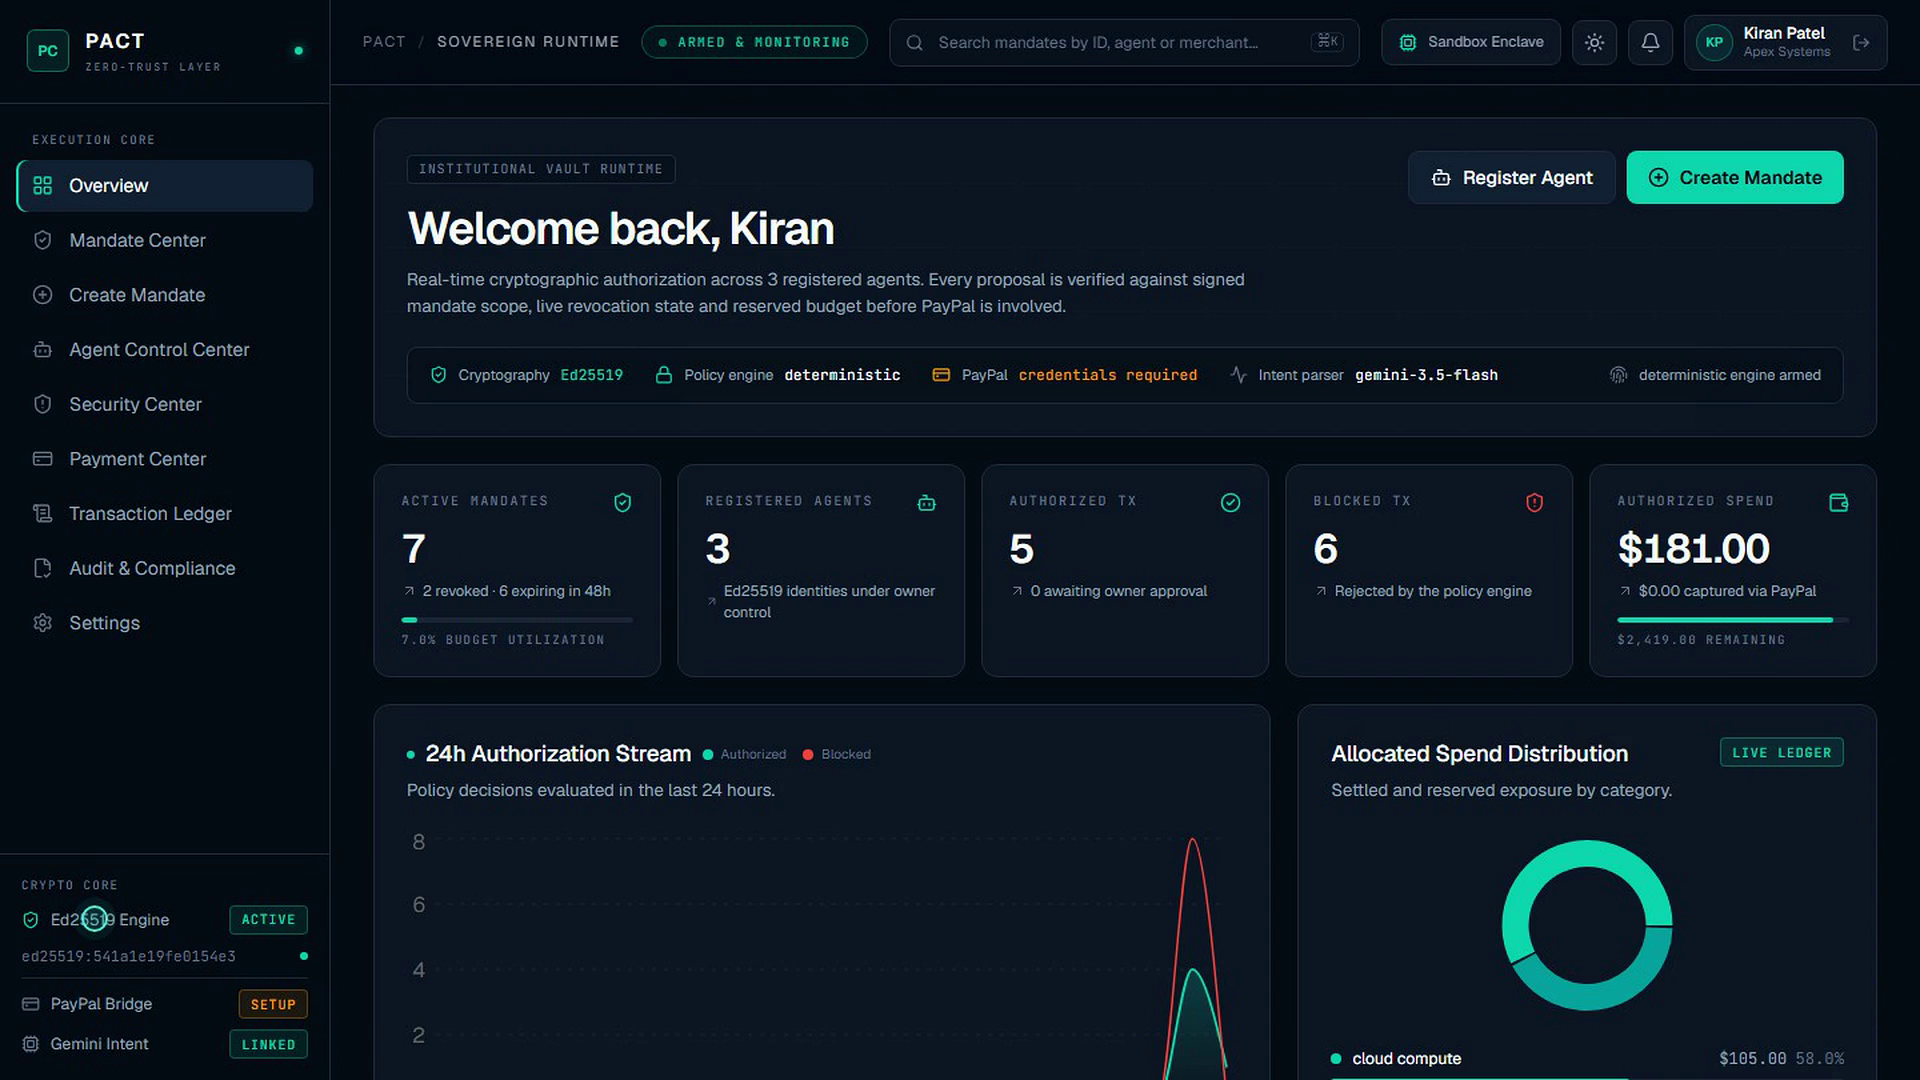 PC
PACT
ZERO-TRUST LAYER
EXECUTION CORE
Overview
Mandate Center
Create Mandate
Agent Control Center
Security Center
Payment Center
Transaction Ledger
Audit & Compliance
Settings
CRYPTO CORE
Ed25519 Engine ACTIVE
ed25519:541a1e19fe0154e3
PayPal Bridge SETUP
Gemini Intent LINKED
PACT / SOVEREIGN RUNTIME ARMED & MONITORING
Search mandates by ID, agent or merchant... ⌘K
Sandbox Enclave
KP
Kiran Patel
Apex Systems
INSTITUTIONAL VAULT RUNTIME
Register Agent
Create Mandate
Welcome back, Kiran
Real-time cryptographic authorization across 3 registered agents. Every proposal is verified against signed
mandate scope, live revocation state and reserved budget before PayPal is involved.
Cryptography Ed25519 Policy engine deterministic PayPal credentials required Intent parser gemini-3.5-flash deterministic engine armed
ACTIVE MANDATES
7
2 revoked · 6 expiring in 48h
7.0% BUDGET UTILIZATION
REGISTERED AGENTS
3
Ed25519 identities under owner
control
AUTHORIZED TX
5
0 awaiting owner approval
BLOCKED TX
6
Rejected by the policy engine
AUTHORIZED SPEND
$181.00
$0.00 captured via PayPal
$2,419.00 REMAINING
24h Authorization Stream Authorized Blocked
Policy decisions evaluated in the last 24 hours.
8
6
4
2
Allocated Spend Distribution LIVE LEDGER
Settled and reserved exposure by category.
cloud compute $105.00 58.0%